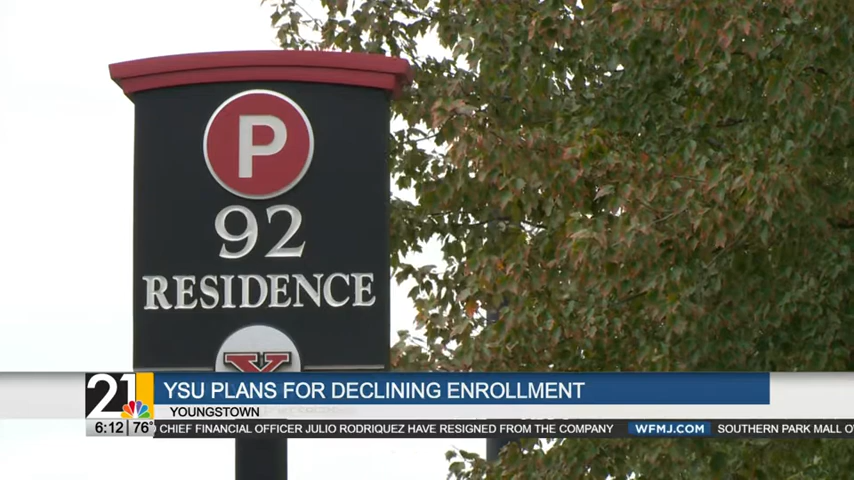 P
92
RESIDENCE
Y
21
YSU PLANS FOR DECLINING ENROLLMENT
YOUNGSTOWN
6:12 76°
CHIEF FINANCIAL OFFICER JULIO RODRIQUEZ HAVE RESIGNED FROM THE COMPANY WFMJ.COM SOUTHERN PARK MALL